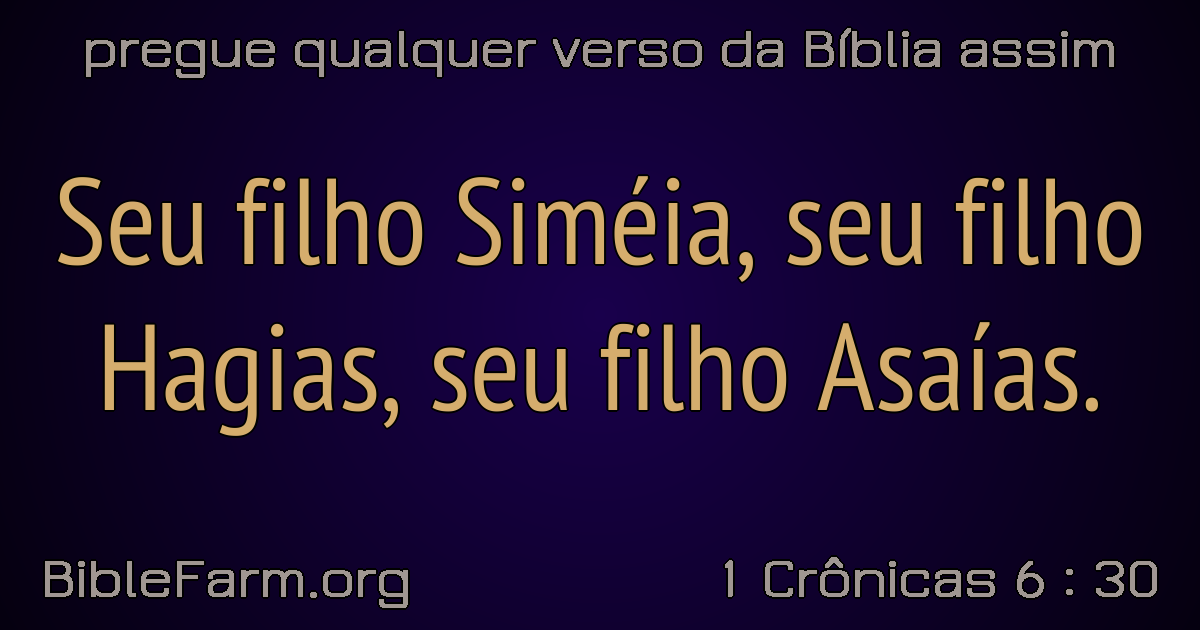 pregue qualquer verso da Bíblia assim
Seu filho Siméia, seu filho
Hagias, seu filho Asaías.
BibleFarm.org
1 Crônicas 6 : 30